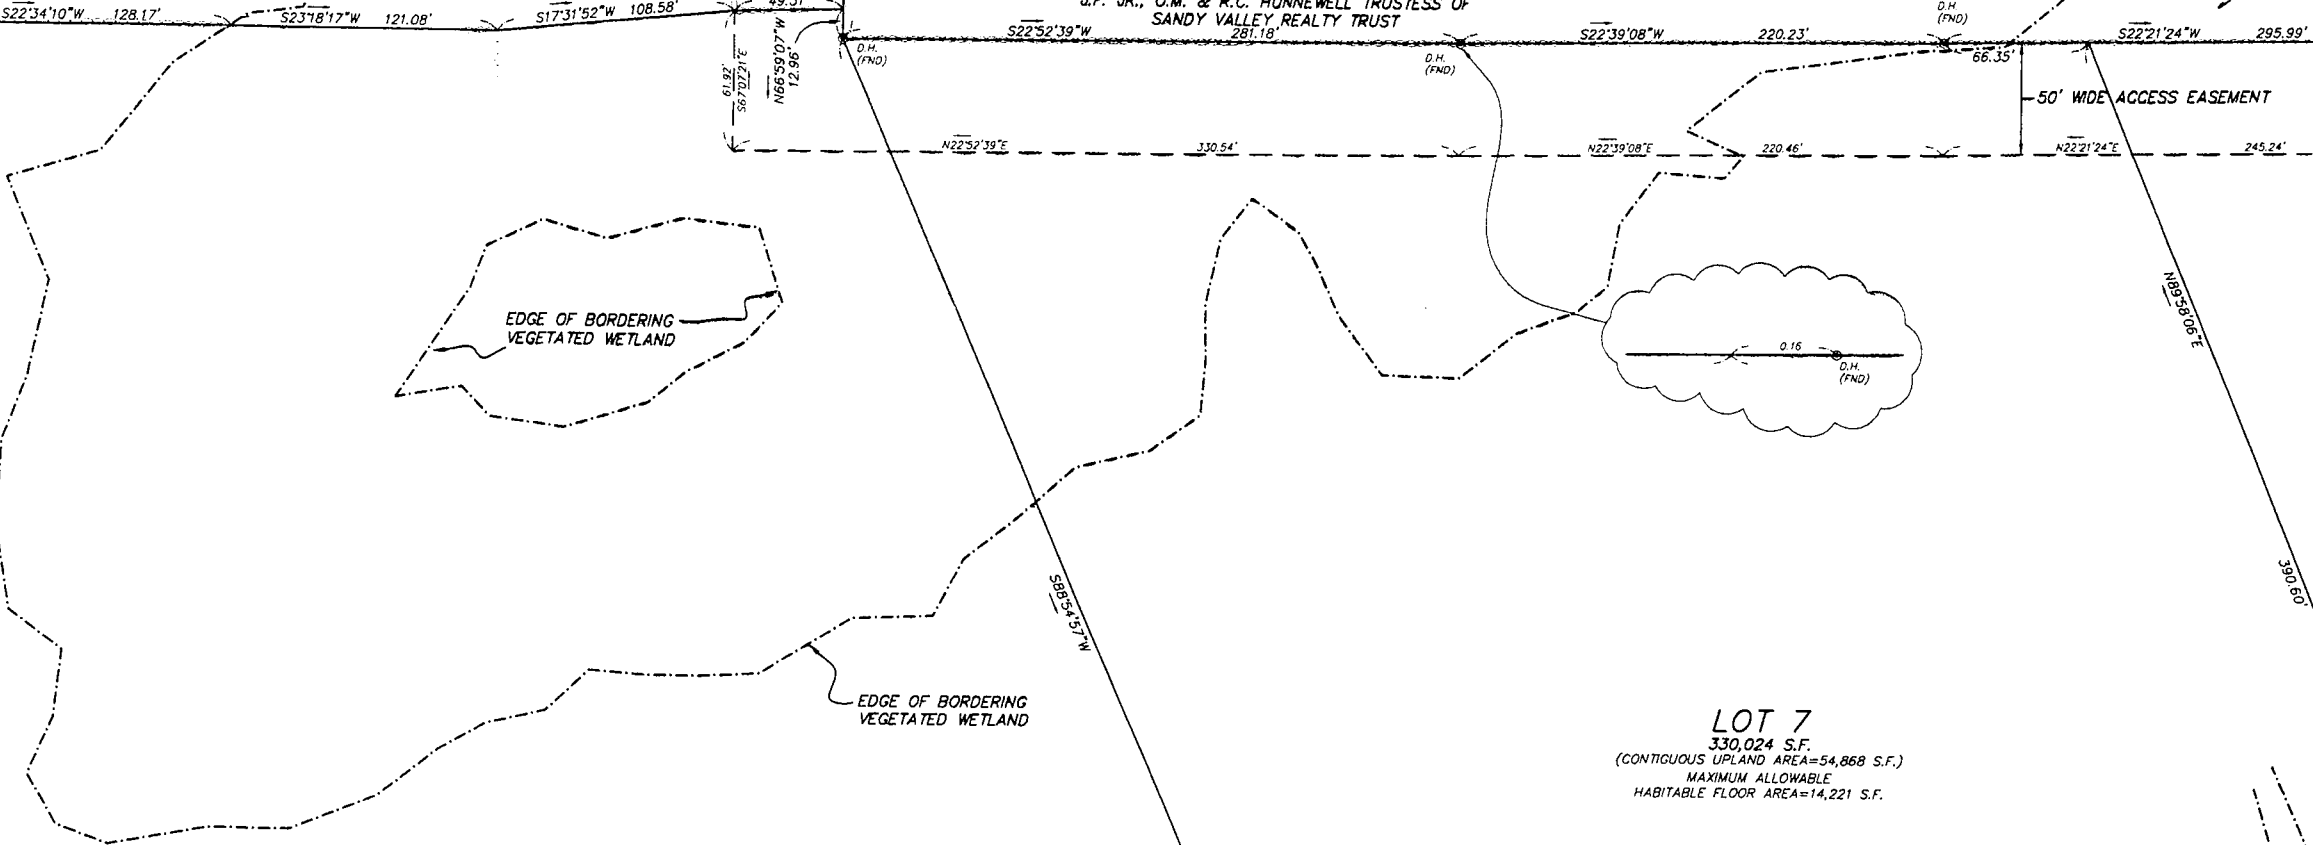 J.F. JR., O.M. & R.C. HUNNEWELL TRUSTESS OF
SANDY VALLEY REALTY TRUST
S22°34'10"W 128.17'
S23°18'17"W 121.08'
S17°31'52"W 108.58'
49.51'
N66°59'07"W
12.96'
61.92'
S67°07'21"E
D.H.
(FND)
S22°52'39"W 281.18'
D.H.
(FND)
S22°39'08"W 220.23'
D.H.
(FND)
66.35'
S22°21'24"W 295.99'
50' WIDE ACCESS EASEMENT
N22°52'39"E 330.54'
N22°39'08"E 220.46'
N22°21'24"E 245.24'
EDGE OF BORDERING
VEGETATED WETLAND
0.16
D.H.
(FND)
N89°58'06"E
390.60'
S88°54'57"W
EDGE OF BORDERING
VEGETATED WETLAND
LOT 7
330,024 S.F.
(CONTIGUOUS UPLAND AREA=54,868 S.F.)
MAXIMUM ALLOWABLE
HABITABLE FLOOR AREA=14,221 S.F.